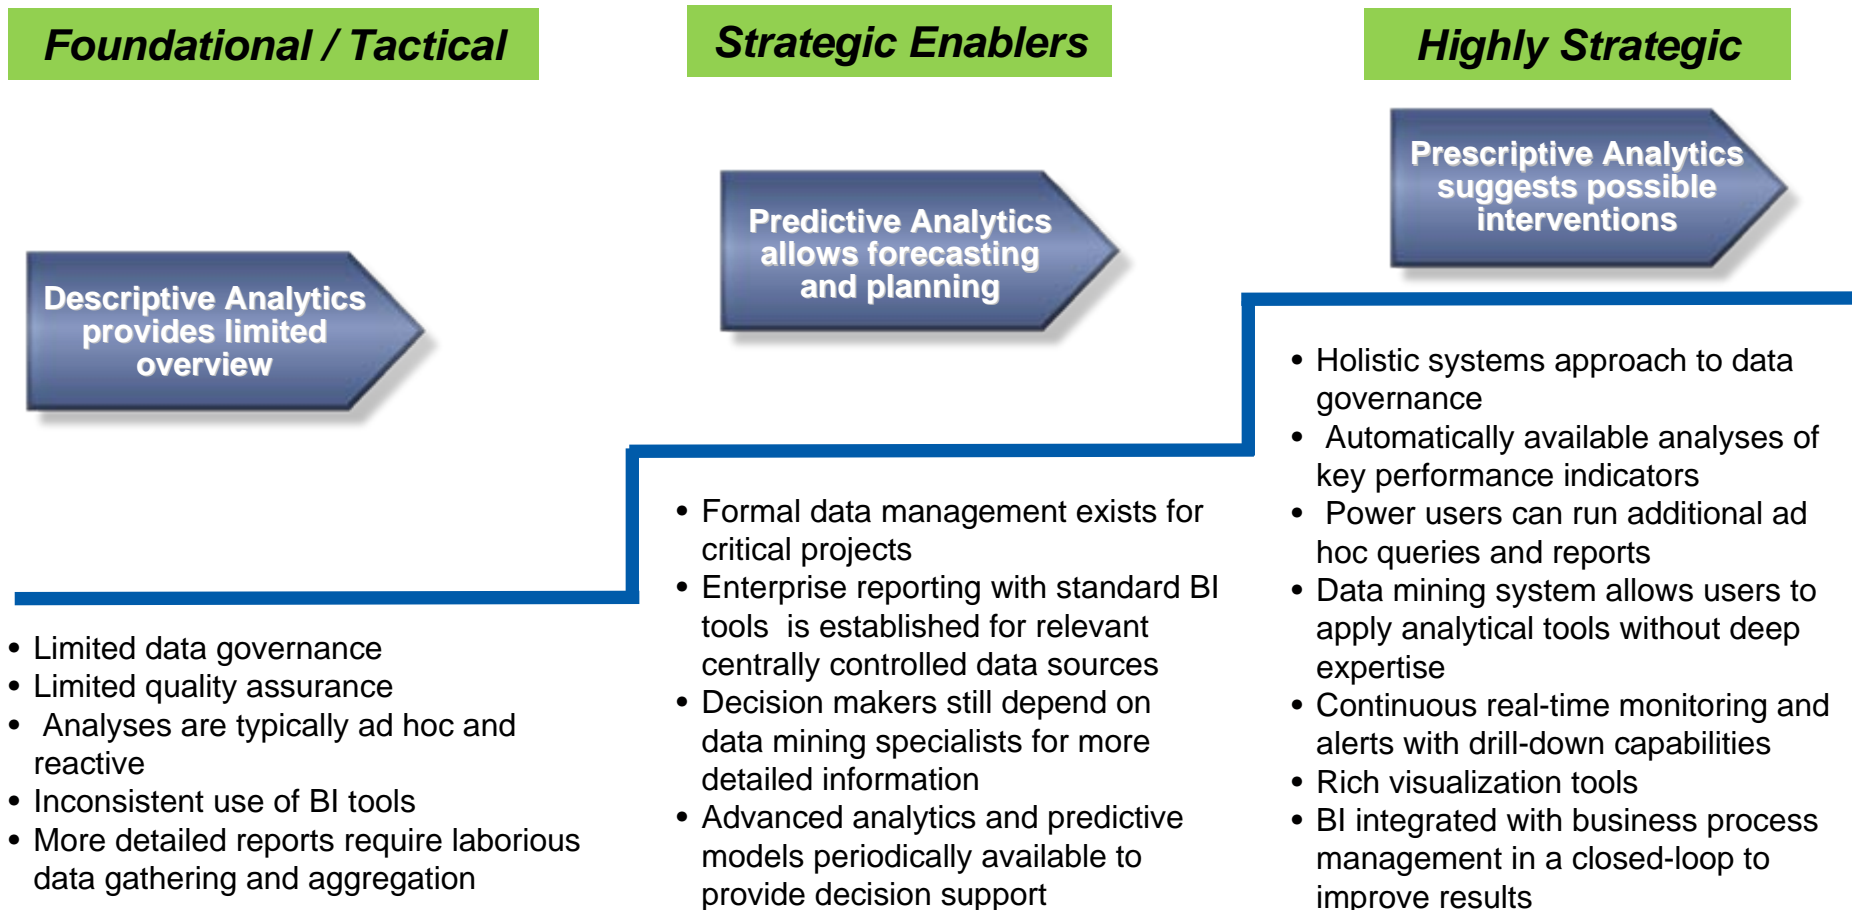 Foundational / Tactical
Strategic Enablers
Highly Strategic
Descriptive Analytics
provides limited
overview
Predictive Analytics
allows forecasting
and planning
Prescriptive Analytics
suggests possible
interventions
• Limited data governance
• Limited quality assurance
• Analyses are typically ad hoc and
reactive
• Inconsistent use of BI tools
• More detailed reports require laborious
data gathering and aggregation
• Formal data management exists for
critical projects
• Enterprise reporting with standard BI
tools is established for relevant
centrally controlled data sources
• Decision makers still depend on
data mining specialists for more
detailed information
• Advanced analytics and predictive
models periodically available to
provide decision support
• Holistic systems approach to data
governance
• Automatically available analyses of
key performance indicators
• Power users can run additional ad
hoc queries and reports
• Data mining system allows users to
apply analytical tools without deep
expertise
• Continuous real-time monitoring and
alerts with drill-down capabilities
• Rich visualization tools
• BI integrated with business process
management in a closed-loop to
improve results